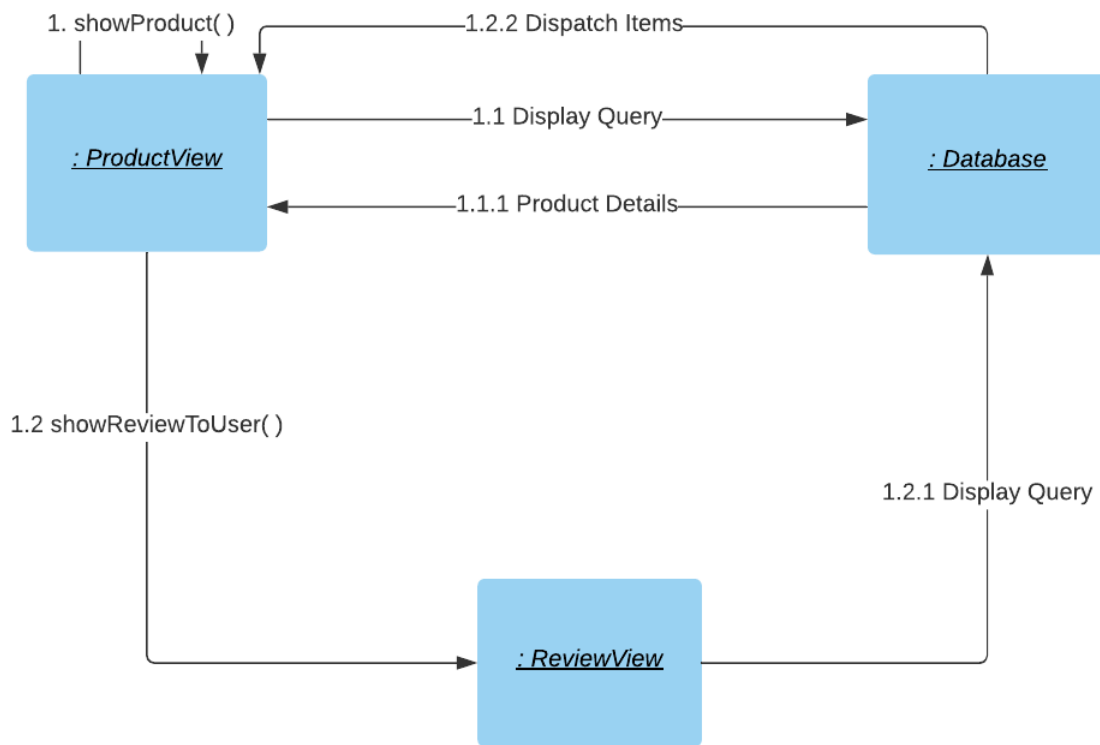 1. showProduct( )
1.2.2 Dispatch Items
1.1 Display Query
: ProductView
: Database
1.1.1 Product Details
1.2 showReviewToUser( )
1.2.1 Display Query
: ReviewView